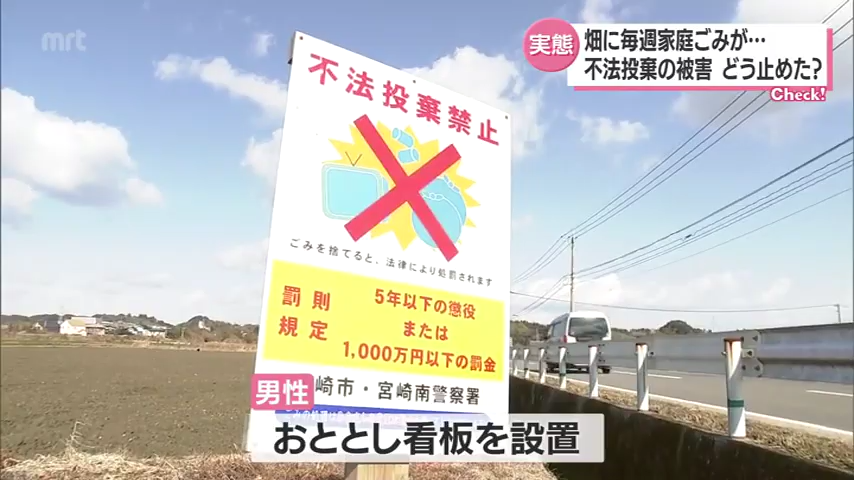 mrt
実態
畑に毎週家庭ごみが…
不法投棄の被害 どう止めた?
Check!
不法投棄禁止
ごみを捨てると、法律により処罰されます
罰則
規定
5年以下の懲役
または
1,000万円以下の罰金
崎市・宮崎南警察署
男性
おととし看板を設置